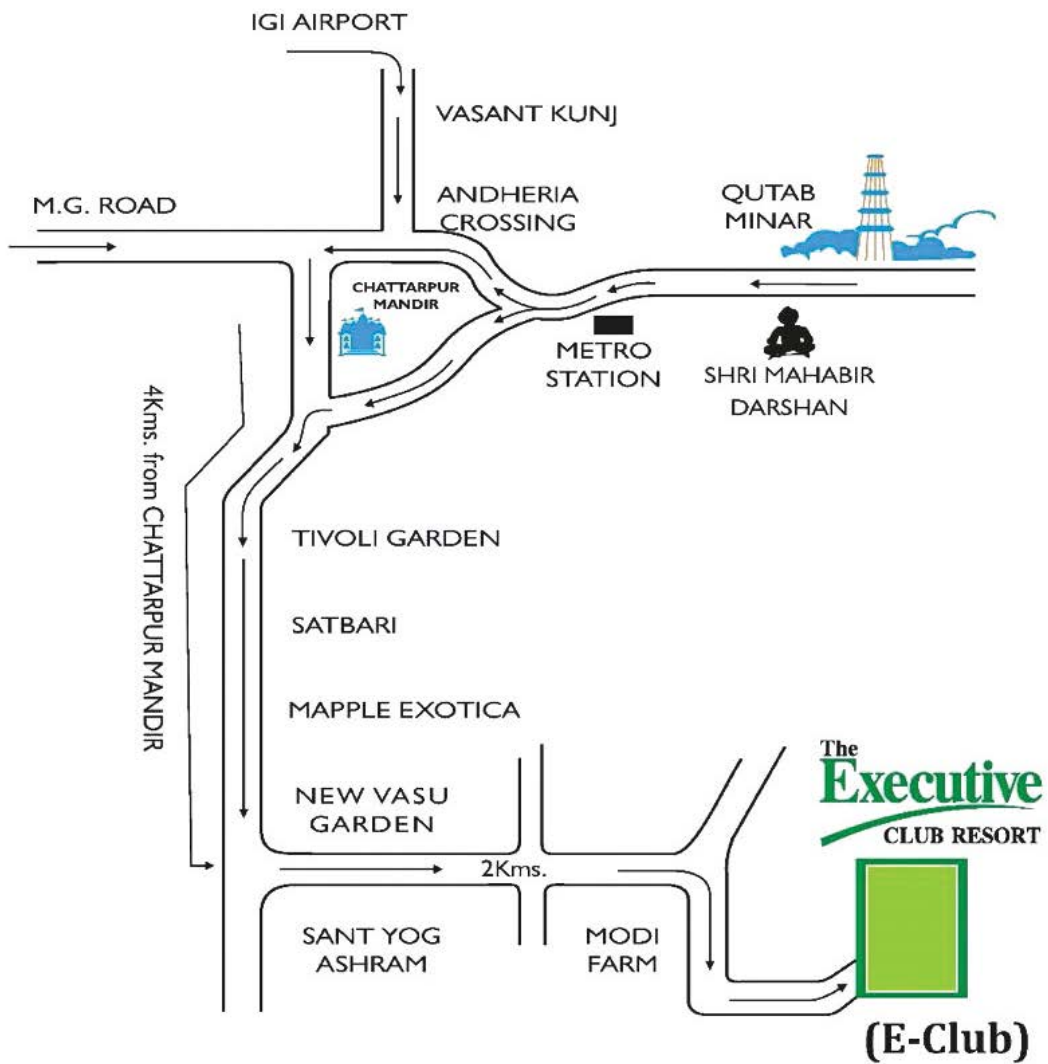 IGI AIRPORT
VASANT KUNJ
M.G. ROAD
ANDHERIA
CROSSING
QUTAB
MINAR
CHATTARPUR
MANDIR
METRO
STATION
SHRI MAHABIR
DARSHAN
4Kms. from CHATTARPUR MANDIR
TIVOLI GARDEN
SATBARI
MAPPLE EXOTICA
NEW VASU
GARDEN
2Kms.
SANT YOG
ASHRAM
MODI
FARM
The
Executive
CLUB RESORT
(E-Club)